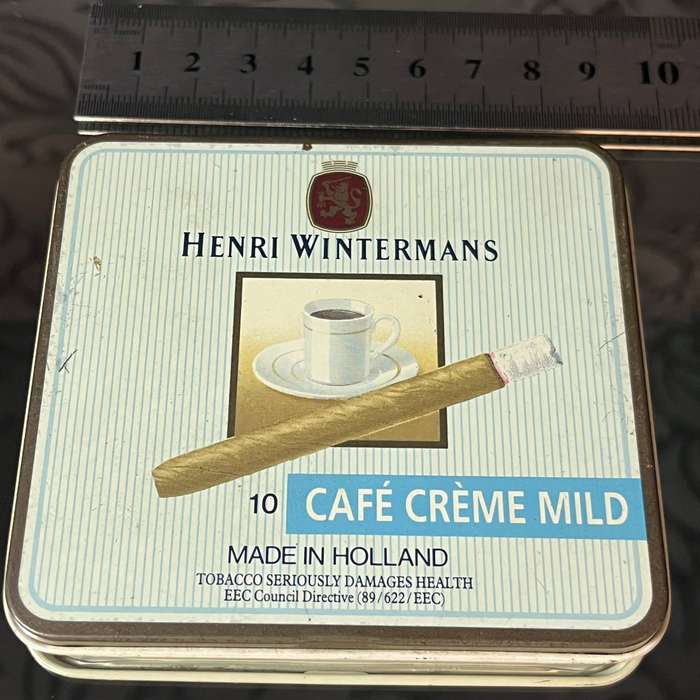 1 2 3 4 5 6 7 8 9 10
HENRI WINTERMANS
10 CAFÉ CRÈME MILD
MADE IN HOLLAND
TOBACCO SERIOUSLY DAMAGES HEALTH
EEC Council Directive (89/622/EEC)